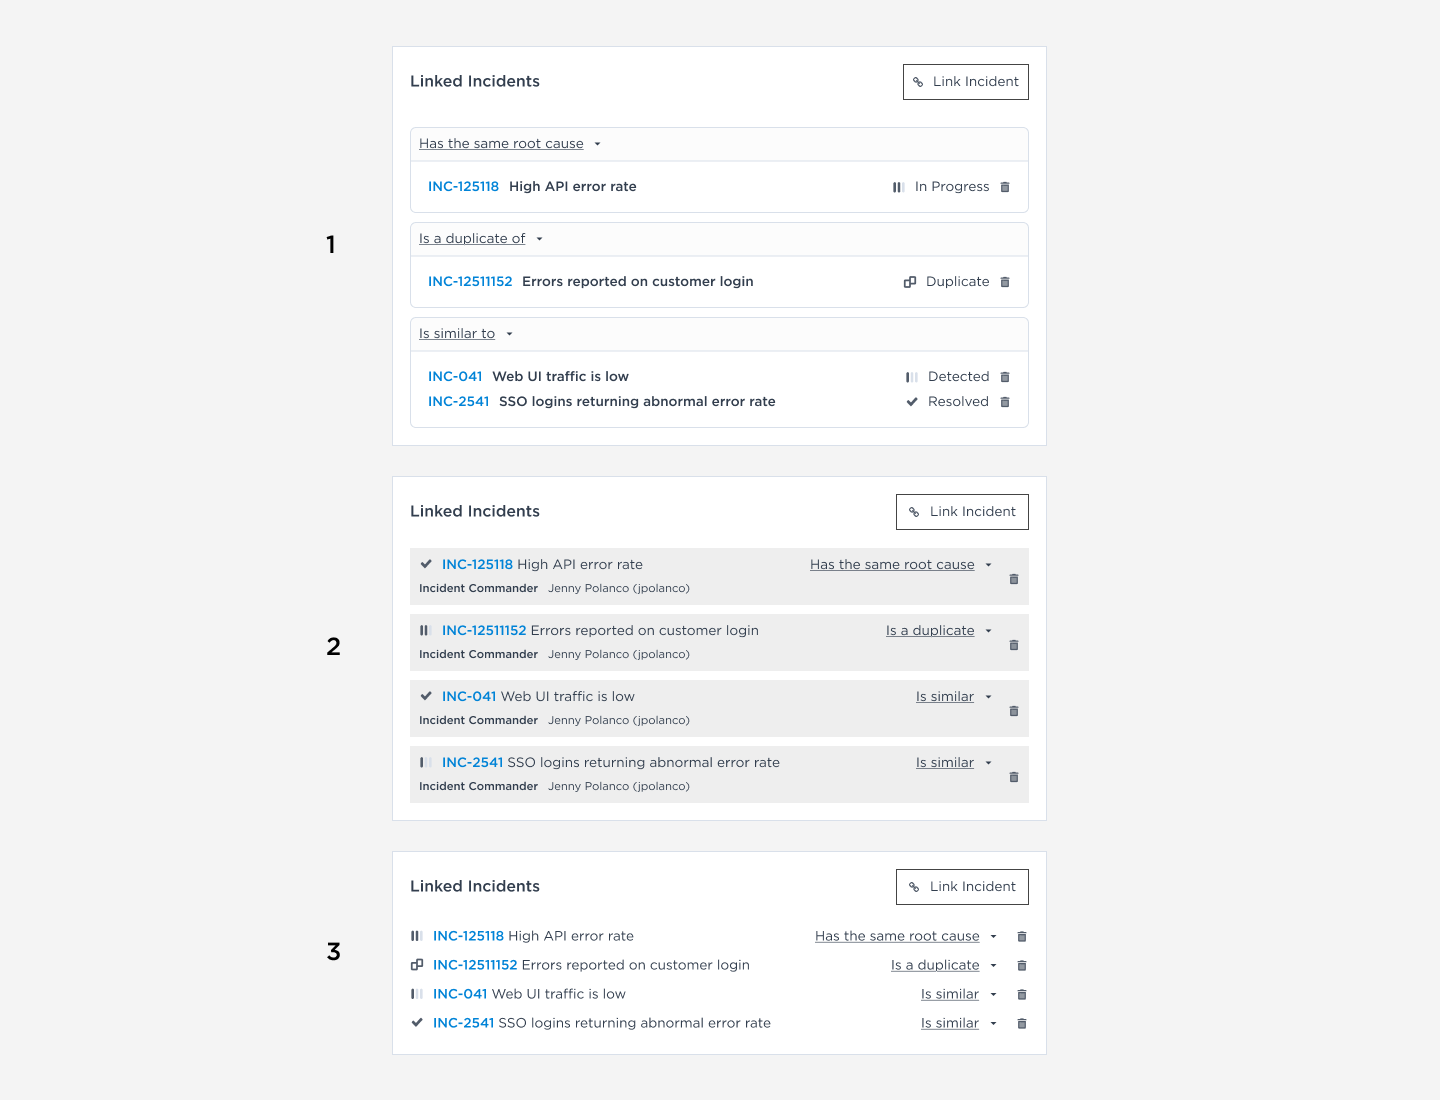 Linked Incidents Link Incident
Has the same root cause
INC-125118 High API error rate In Progress
1
Is a duplicate of
INC-12511152 Errors reported on customer login Duplicate
Is similar to
INC-041 Web UI traffic is low Detected
INC-2541 SSO logins returning abnormal error rate Resolved
Linked Incidents Link Incident
INC-125118 High API error rate Has the same root cause
Incident Commander Jenny Polanco (jpolanco)
INC-12511152 Errors reported on customer login Is a duplicate
2
Incident Commander Jenny Polanco (jpolanco)
INC-041 Web UI traffic is low Is similar
Incident Commander Jenny Polanco (jpolanco)
INC-2541 SSO logins returning abnormal error rate Is similar
Incident Commander Jenny Polanco (jpolanco)
Linked Incidents Link Incident
INC-125118 High API error rate Has the same root cause
3
INC-12511152 Errors reported on customer login Is a duplicate
INC-041 Web UI traffic is low Is similar
INC-2541 SSO logins returning abnormal error rate Is similar